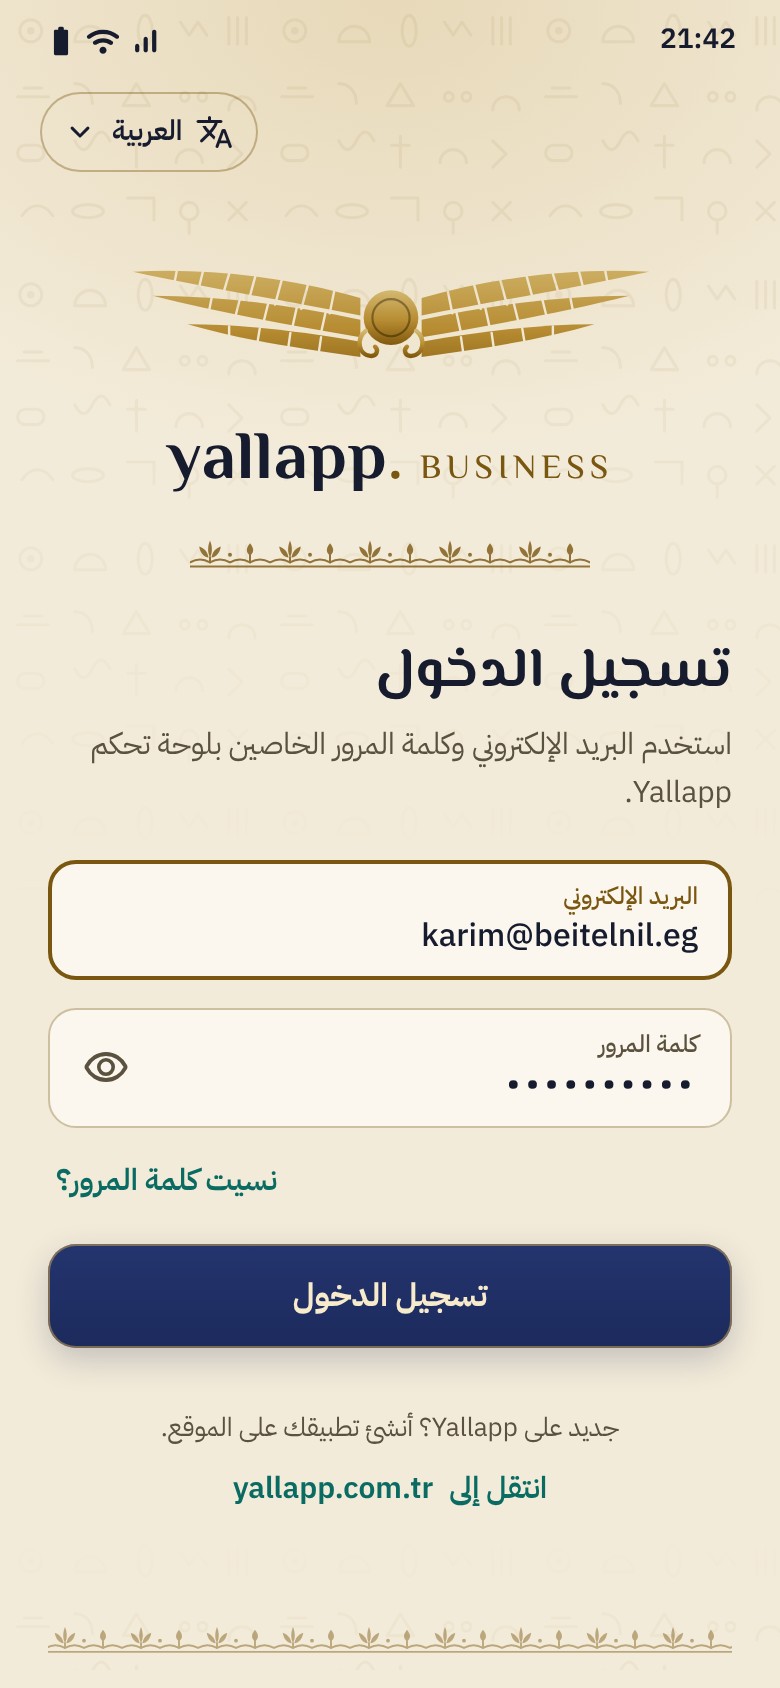 21:42
العربية
yallapp. BUSINESS
تسجيل الدخول
استخدم البريد الإلكتروني وكلمة المرور الخاصين بلوحة تحكم
Yallapp.
البريد الإلكتروني
karim@beitelnil.eg
كلمة المرور
••••••••••
نسيت كلمة المرور؟
تسجيل الدخول
جديد على Yallapp؟ أنشئ تطبيقك على الموقع.
انتقل إلى yallapp.com.tr